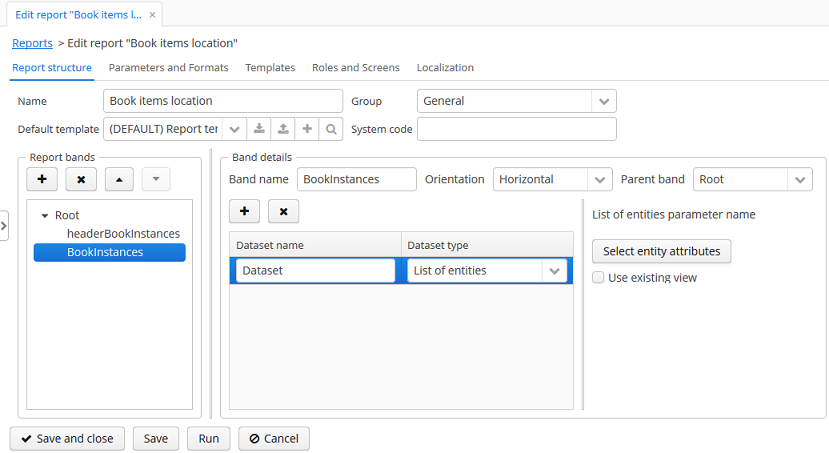 Edit report "Book items l... ×
Reports > Edit report "Book items location"
Report structure Parameters and Formats Templates Roles and Screens Localization
Name Book items location Group General
Default template (DEFAULT) Report ter System code
Report bands Band details
Band name BookInstances Orientation Horizontal Parent band Root
Root
headerBookInstances
BookInstances
List of entities parameter name
Dataset name Dataset type
Dataset List of entities
Select entity attributes
Use existing view
Save and close Save Run Cancel